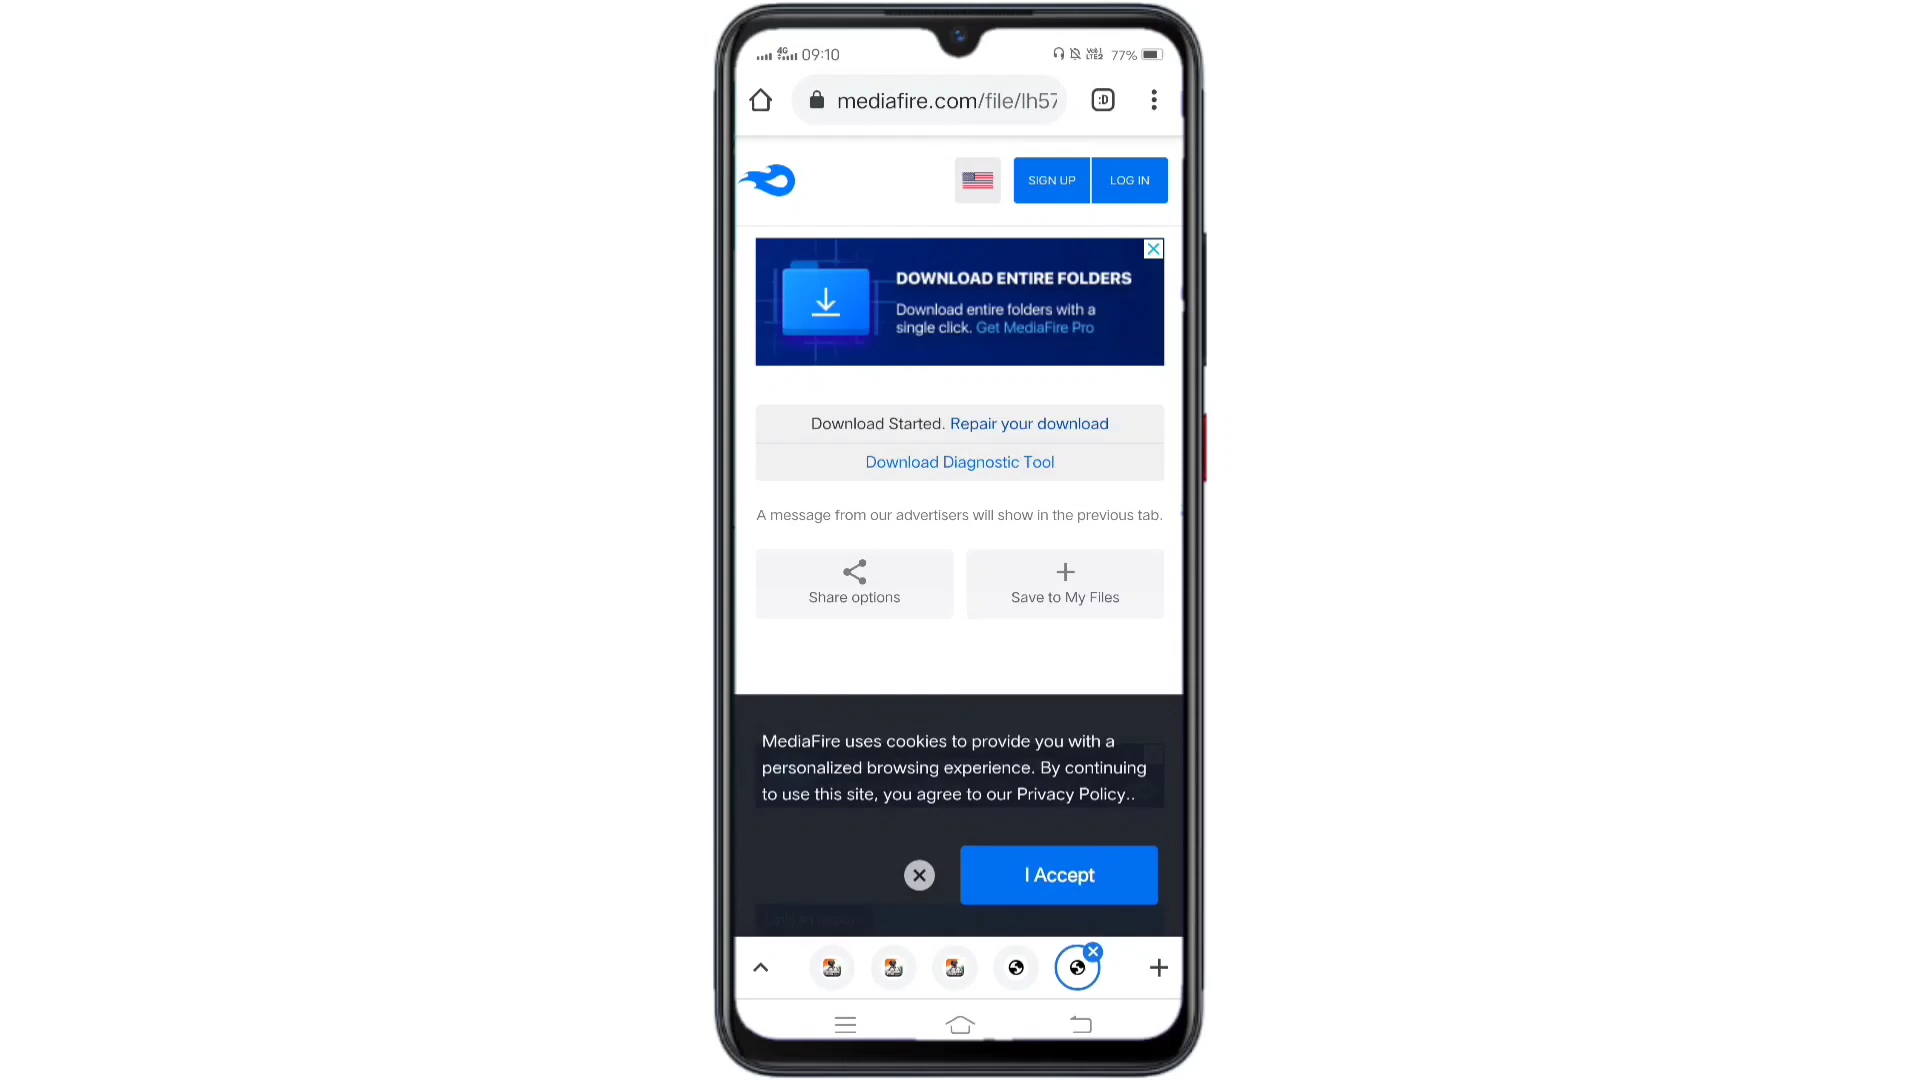 4G 09:10 VoI LTE2 77%
mediafire.com/file/lh57
:D
SIGN UP LOG IN
DOWNLOAD ENTIRE FOLDERS
Download entire folders with a
single click. Get MediaFire Pro
Download Started. Repair your download
Download Diagnostic Tool
A message from our advertisers will show in the previous tab.
Share options Save to My Files
MediaFire uses cookies to provide you with a
personalized browsing experience. By continuing
to use this site, you agree to our Privacy Policy..
I Accept